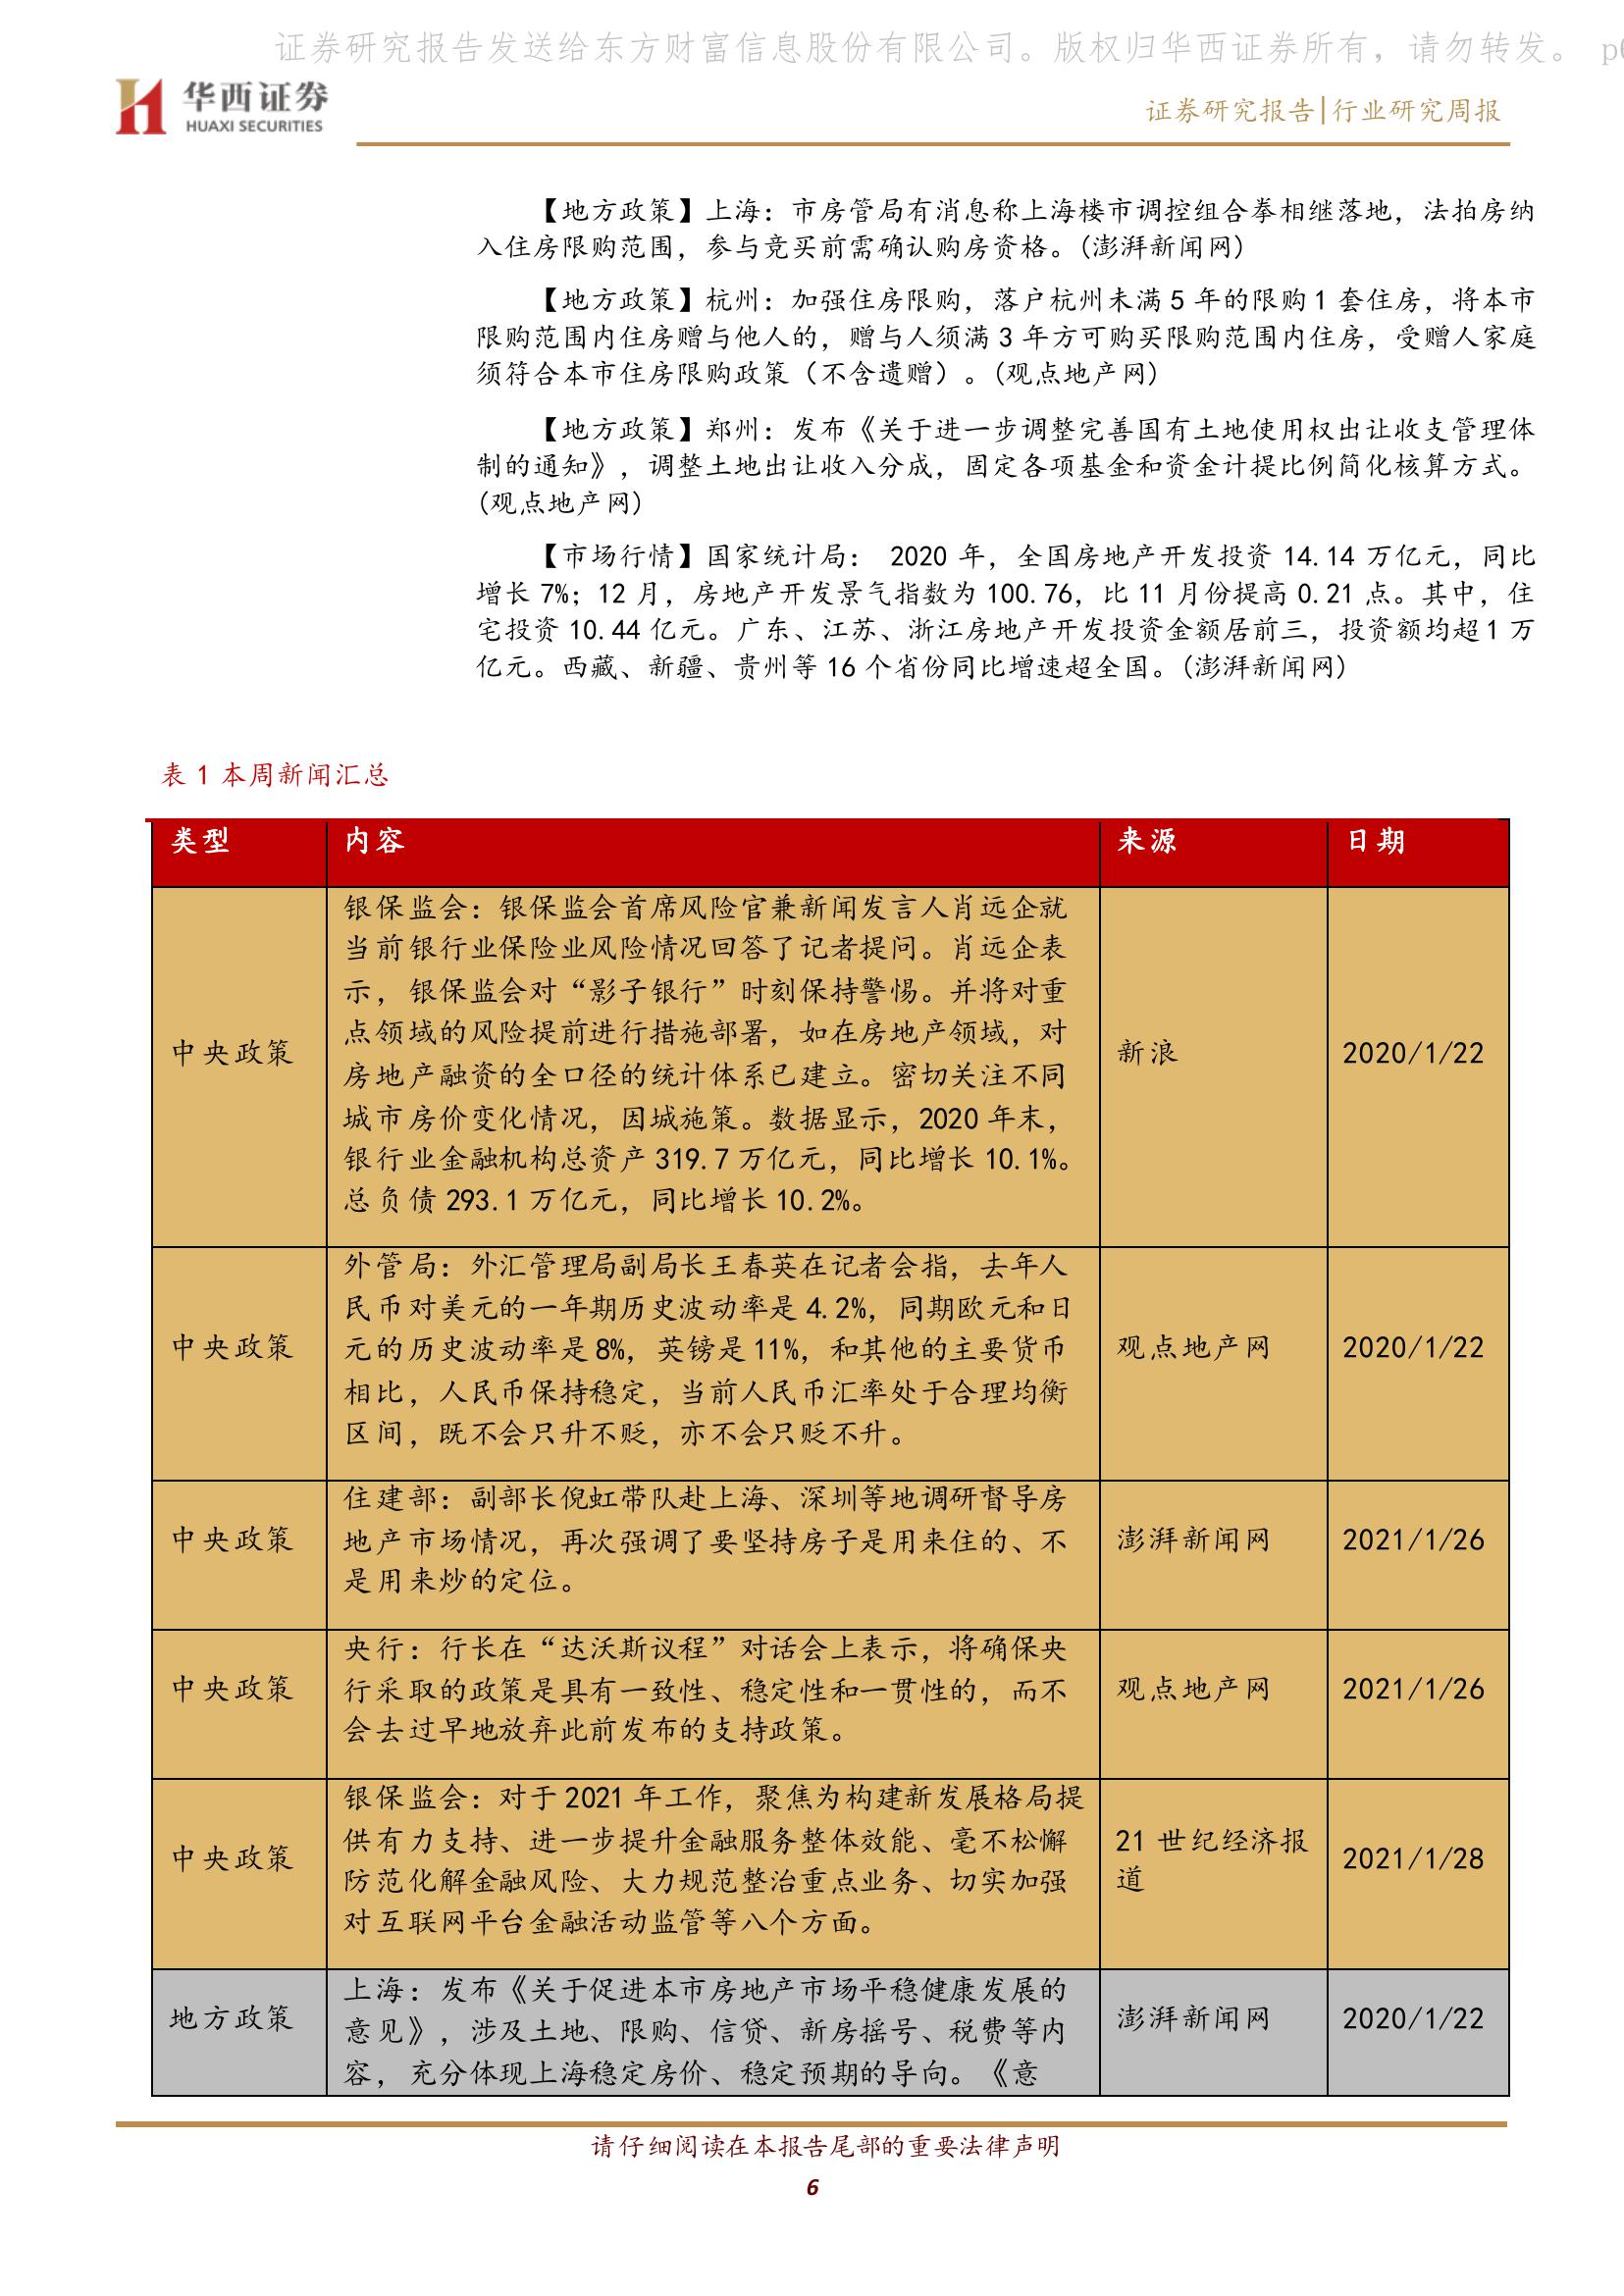 证券研究报告发送给东方财富信息股份有限公司。版权归华西证券所有，请勿转发。 p6
华西证券
HUAXI SECURITIES
证券研究报告|行业研究周报
【地方政策】上海：市房管局有消息称上海楼市调控组合拳相继落地，法拍房纳
入住房限购范围，参与竞买前需确认购房资格。(澎湃新闻网)
【地方政策】杭州：加强住房限购，落户杭州未满 5 年的限购 1 套住房，将本市
限购范围内住房赠与他人的，赠与人须满 3 年方可购买限购范围内住房，受赠人家庭
须符合本市住房限购政策（不含遗赠）。(观点地产网)
【地方政策】郑州：发布《关于进一步调整完善国有土地使用权出让收支管理体
制的通知》，调整土地出让收入分成，固定各项基金和资金计提比例简化核算方式。
(观点地产网)
【市场行情】国家统计局： 2020 年，全国房地产开发投资 14.14 万亿元，同比
增长 7%；12 月，房地产开发景气指数为 100.76，比 11 月份提高 0.21 点。其中，住
宅投资 10.44 亿元。广东、江苏、浙江房地产开发投资金额居前三，投资额均超 1 万
亿元。西藏、新疆、贵州等 16 个省份同比增速超全国。(澎湃新闻网)
表 1 本周新闻汇总
类型 内容 来源 日期
银保监会：银保监会首席风险官兼新闻发言人肖远企就
当前银行业保险业风险情况回答了记者提问。肖远企表
示，银保监会对“影子银行”时刻保持警惕。并将对重
点领域的风险提前进行措施部署，如在房地产领域，对
中央政策 房地产融资的全口径的统计体系已建立。密切关注不同 新浪 2020/1/22
城市房价变化情况，因城施策。数据显示，2020 年末，
银行业金融机构总资产 319.7 万亿元，同比增长 10.1%。
总负债 293.1 万亿元，同比增长 10.2%。
外管局：外汇管理局副局长王春英在记者会指，去年人
民币对美元的一年期历史波动率是 4.2%，同期欧元和日
中央政策 元的历史波动率是 8%，英镑是 11%，和其他的主要货币 观点地产网 2020/1/22
相比，人民币保持稳定，当前人民币汇率处于合理均衡
区间，既不会只升不贬，亦不会只贬不升。
住建部：副部长倪虹带队赴上海、深圳等地调研督导房
中央政策 地产市场情况，再次强调了要坚持房子是用来住的、不 澎湃新闻网 2021/1/26
是用来炒的定位。
央行：行长在“达沃斯议程”对话会上表示，将确保央
中央政策 行采取的政策是具有一致性、稳定性和一贯性的，而不 观点地产网 2021/1/26
会去过早地放弃此前发布的支持政策。
银保监会：对于 2021 年工作，聚焦为构建新发展格局提
供有力支持、进一步提升金融服务整体效能、毫不松懈 21 世纪经济报
中央政策 防范化解金融风险、大力规范整治重点业务、切实加强 道 2021/1/28
对互联网平台金融活动监管等八个方面。
上海：发布《关于促进本市房地产市场平稳健康发展的
地方政策 意见》，涉及土地、限购、信贷、新房摇号、税费等内 澎湃新闻网 2020/1/22
容，充分体现上海稳定房价、稳定预期的导向。《意
请仔细阅读在本报告尾部的重要法律声明
6